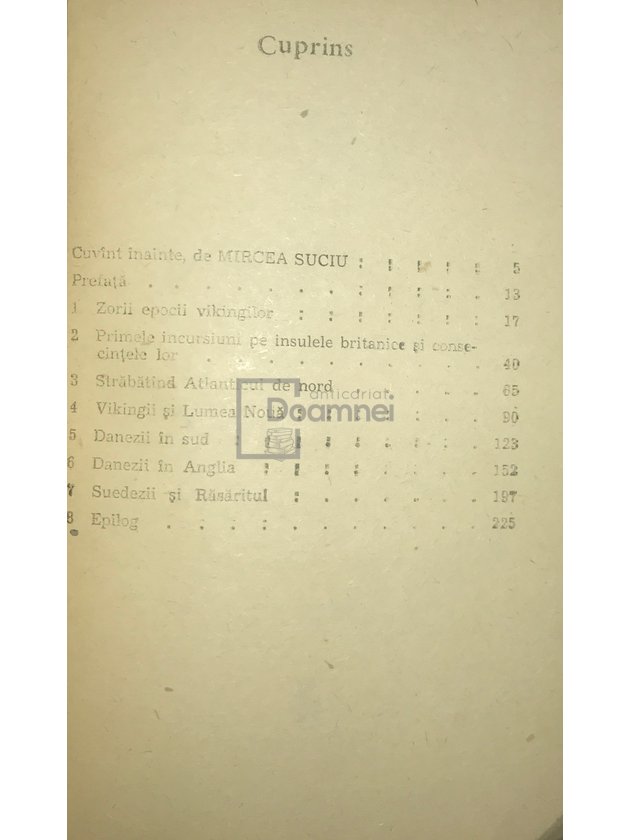 Cuprins
Cuvînt înainte, de MIRCEA SUCIU : : : : : 5
Prefață . . . . . : : : : : 13
1 Zorii epocii vikingilor : : : : : : 17
2 Primele incursiuni pe insulele britanice și conse-
cințele lor . . . . . . . . . 40
3 Străbătînd Atlanticul de nord . . . . 65
anticariat
Doamnei
4 Vikingii și Lumea Nouă : : : : . . 90
5 Danezii în sud : : : : : : : : 123
6 Danezii în Anglia : : : : . . . . 152
7 Suedezii și Răsăritul : . . . . . . 197
8 Epilog . . . . . . . . . . 225